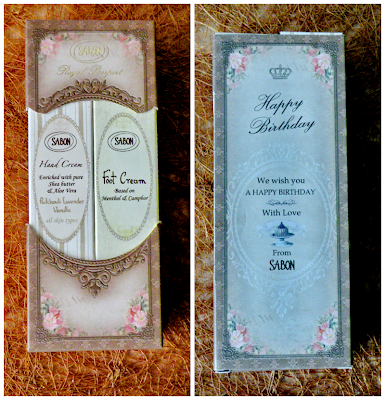 SABON
SABON
Hand Cream
Enriched with pure
Shea butter
& Aloe Vera
Patchouli Lavender
Vanilla
all skin types
SABON
Foot Cream
Based on
Menthol & Camphor
Happy
Birthday
We wish you
A HAPPY BIRTHDAY
With Love
From
SABON